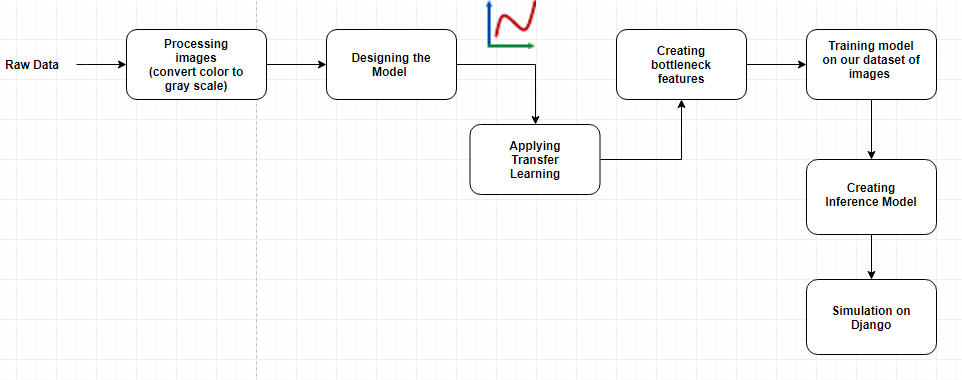 Raw Data
Processing
images
(convert color to
gray scale)
Designing the
Model
Applying
Transfer
Learning
Creating
bottleneck
features
Training model
on our dataset of
images
Creating
Inference Model
Simulation on
Django